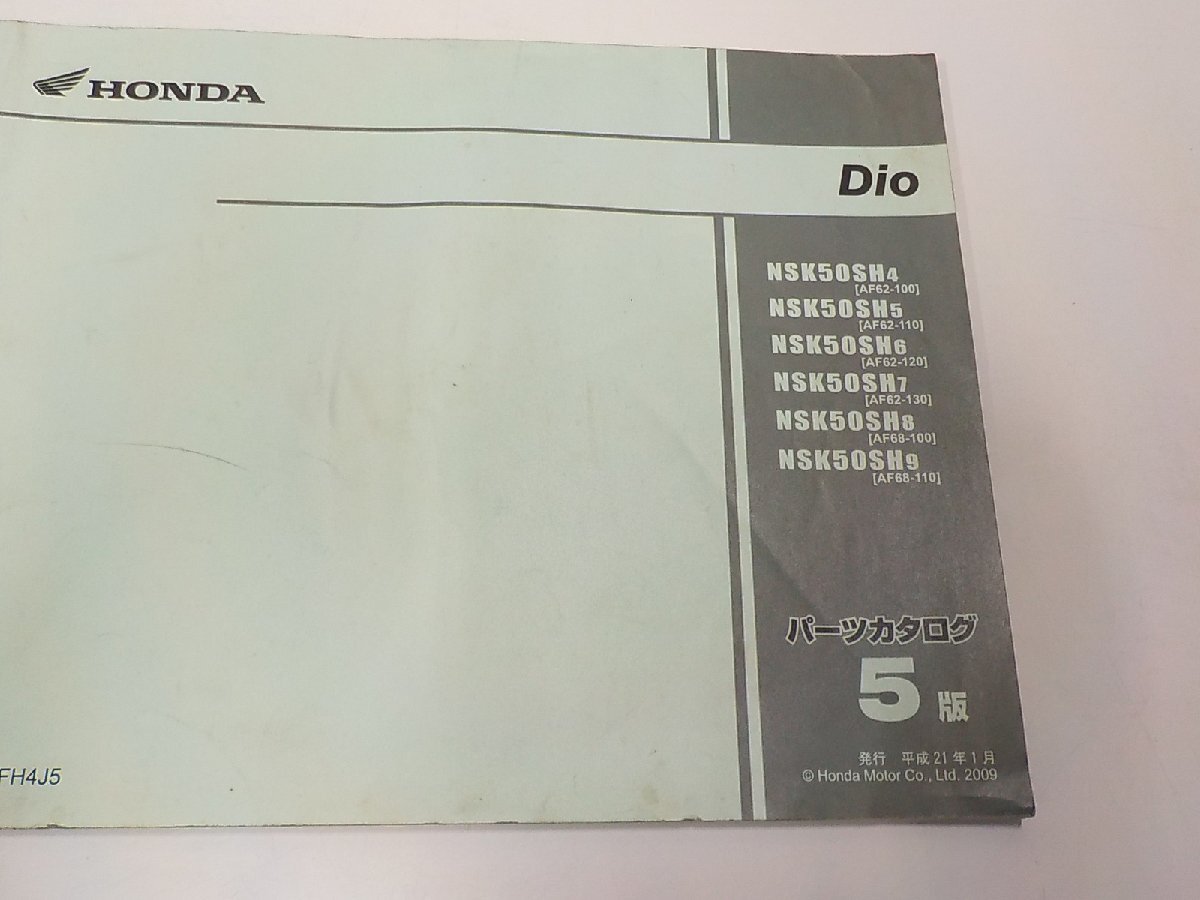 HONDA
Dio
NSK50SH4
[AF62-100]
NSK50SH5
[AF62-110]
NSK50SH6
[AF62-120]
NSK50SH7
[AF62-130]
NSK50SH8
[AF68-100]
NSK50SH9
[AF68-110]
パーツカタログ
5版
発行 平成21年1月
© Honda Motor Co., Ltd. 2009
FH4J5